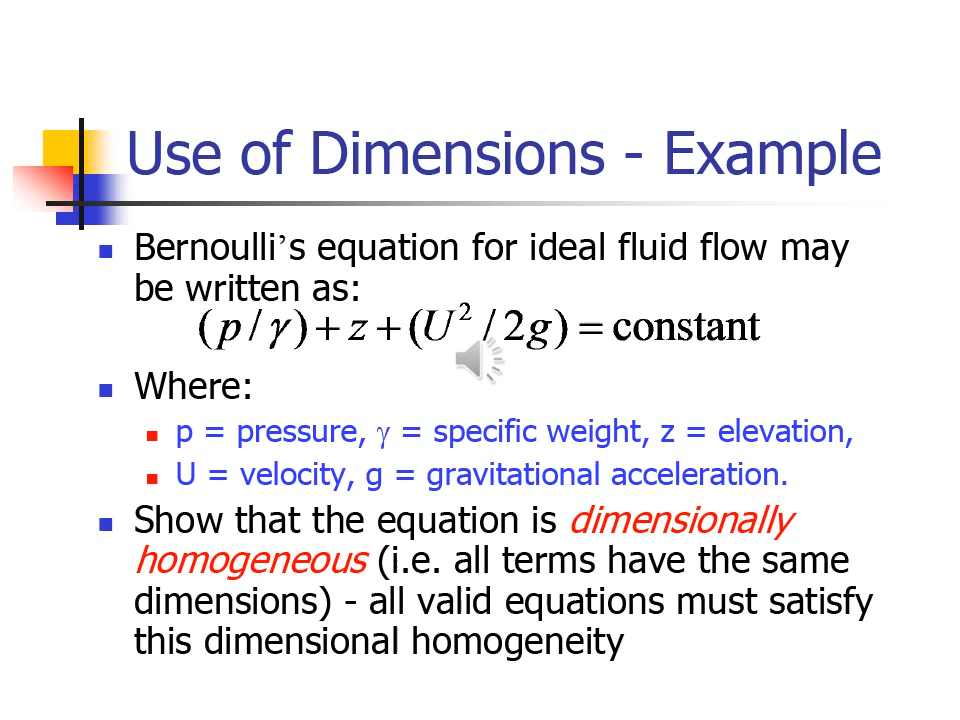 Use of Dimensions - Example
Bernoulli’s equation for ideal fluid flow may
be written as:
(p/γ)+z+(U²/2g)=constant
Where:
p = pressure, γ = specific weight, z = elevation,
U = velocity, g = gravitational acceleration.
Show that the equation is dimensionally
homogeneous (i.e. all terms have the same
dimensions) - all valid equations must satisfy
this dimensional homogeneity